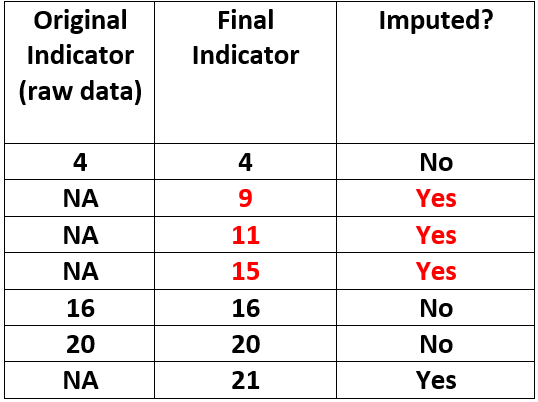 Original Indicator (raw data) Final Indicator Imputed?
4 4 No
NA 9 Yes
NA 11 Yes
NA 15 Yes
16 16 No
20 20 No
NA 21 Yes